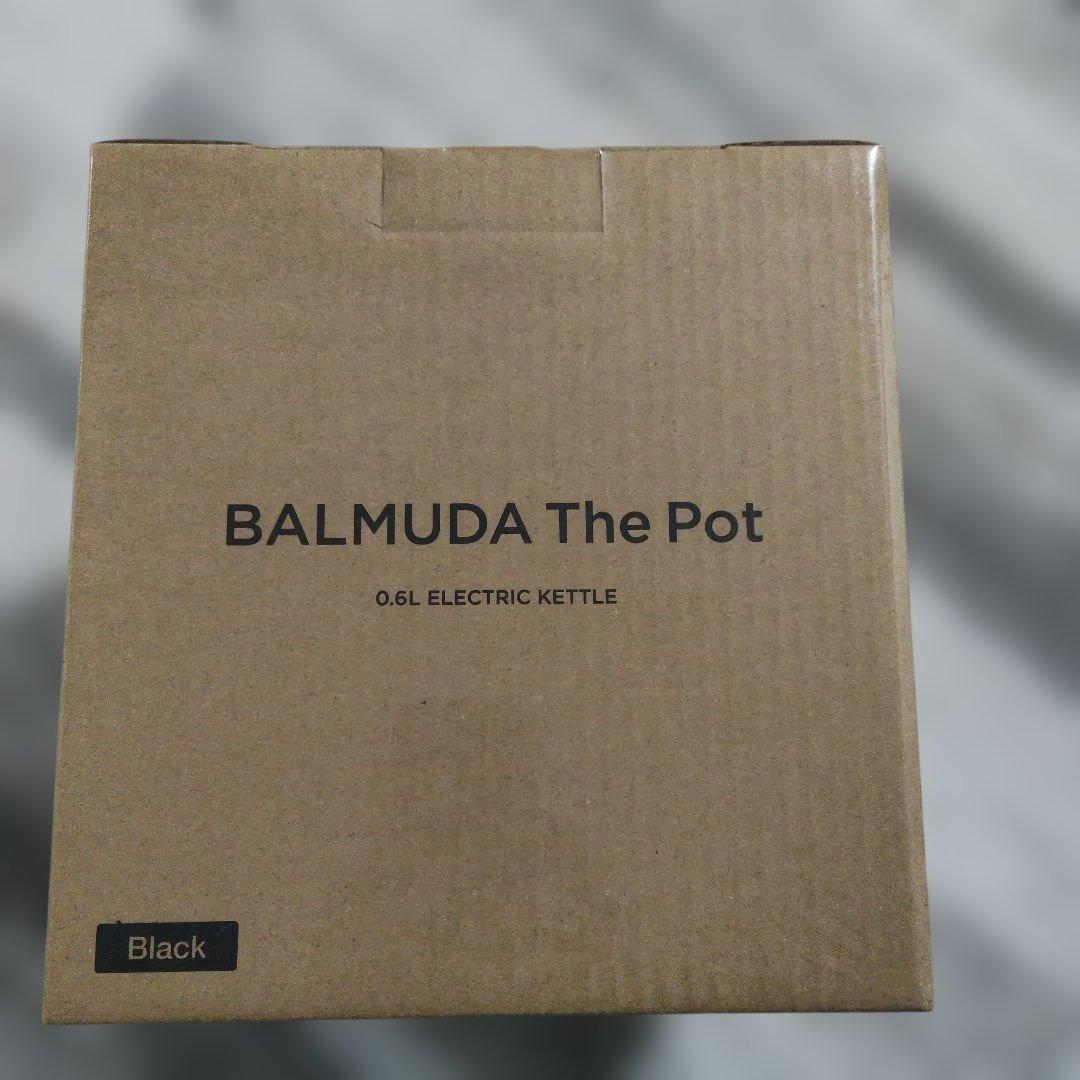 BALMUDA The Pot
0.6L ELECTRIC KETTLE
Black